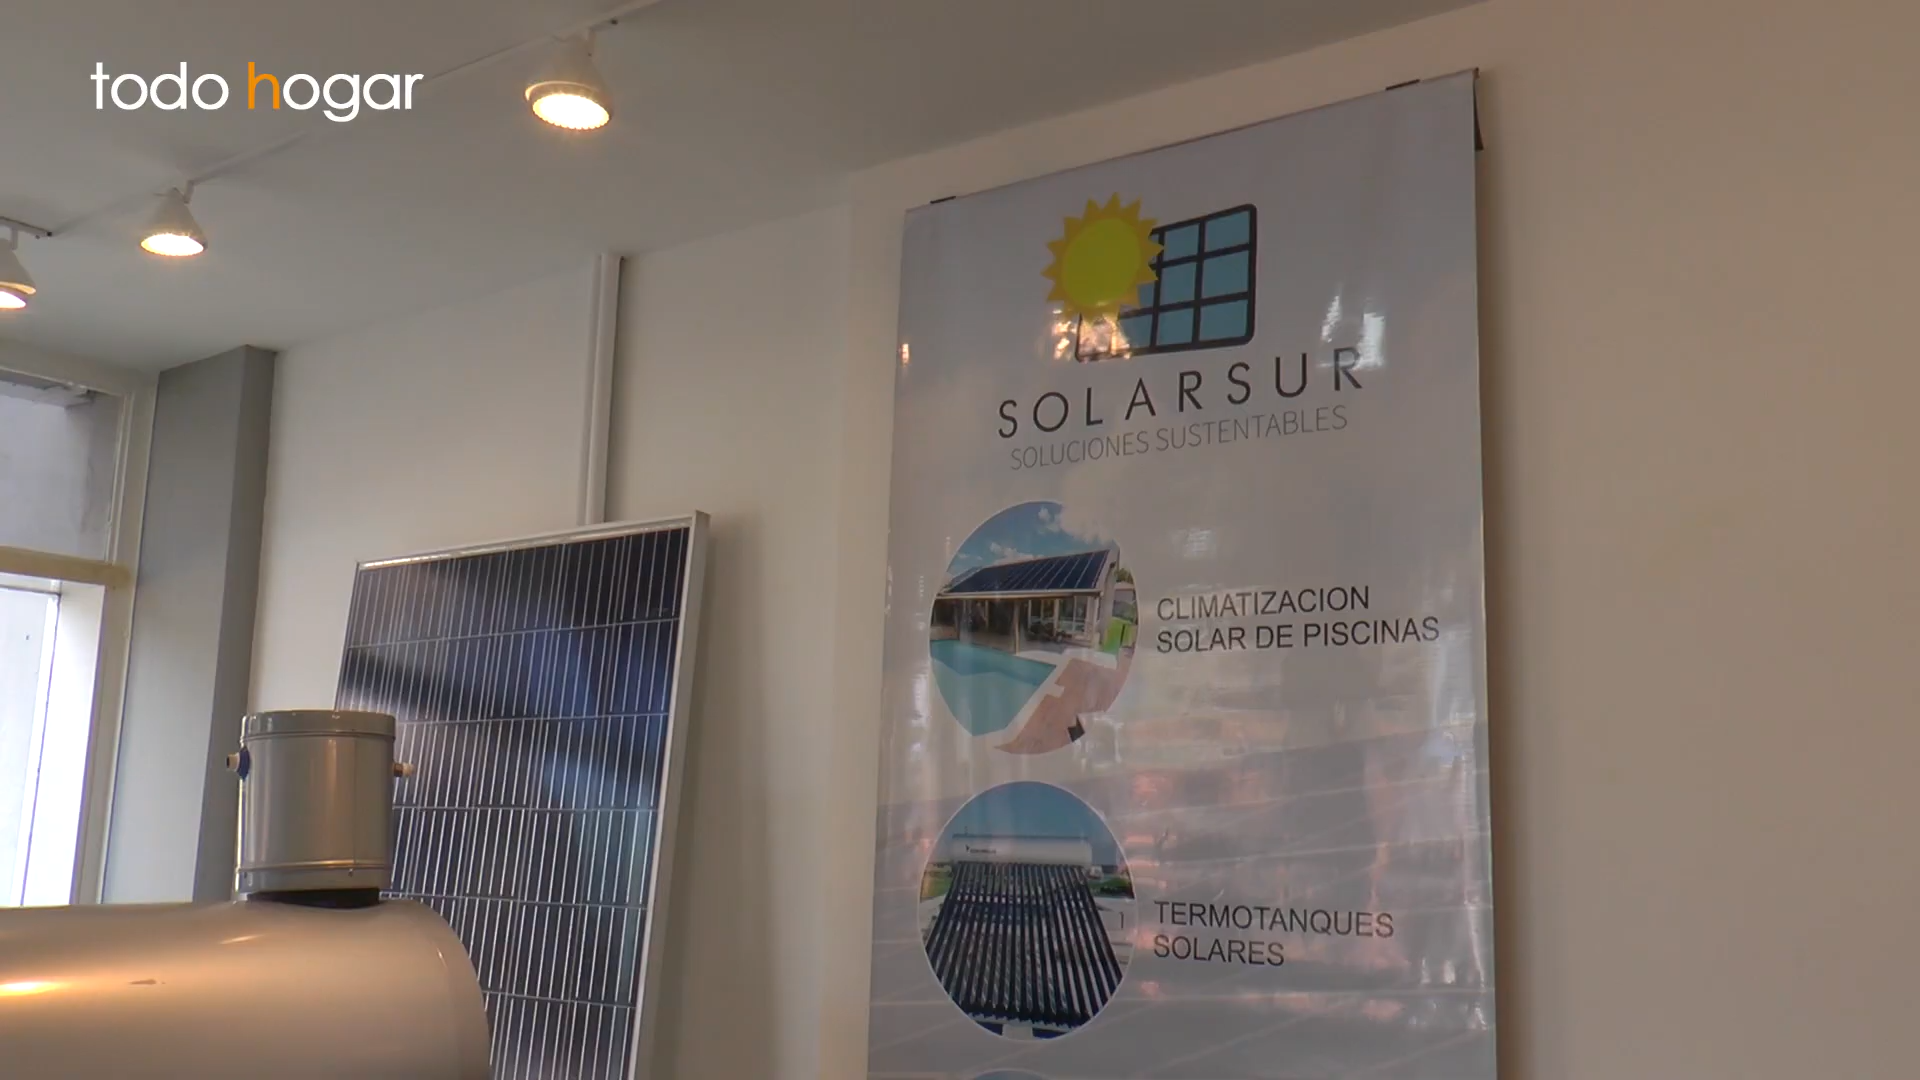 todo hogar
SOLARSUR
SOLUCIONES SUSTENTABLES
CLIMATIZACION
SOLAR DE PISCINAS
TERMOTANQUES
SOLARES